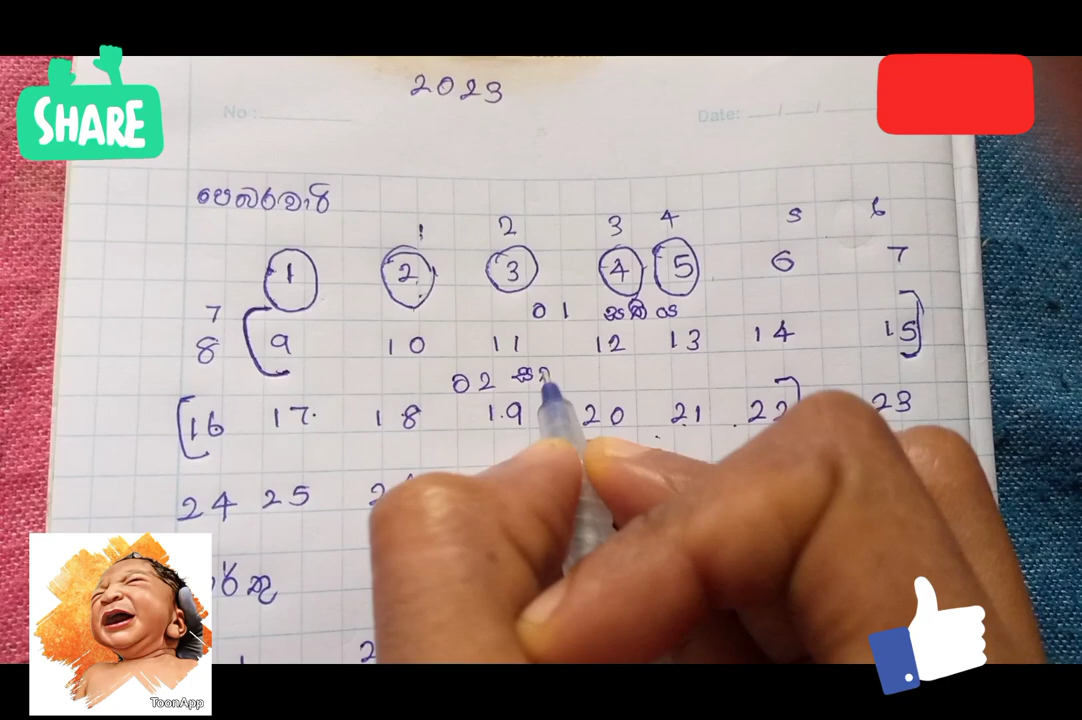 SHARE
2023
No :
Date: / /
පෙබරවාරි
1 2 3 4 5 6
1 2 3 4 5 6 7
7 01 සතිය
8 9 10 11 12 13 14 15
02
16 17 18 19 20 21 22 23
24 25
ToonApp